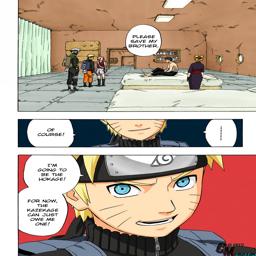 PLEASE
SAVE MY
BROTHER.
OF
COURSE!
I'M
GOING TO
BE THE
HOKAGE!
FOR NOW,
THE
KAZEKAGE
CAN JUST
OWE ME
ONE!